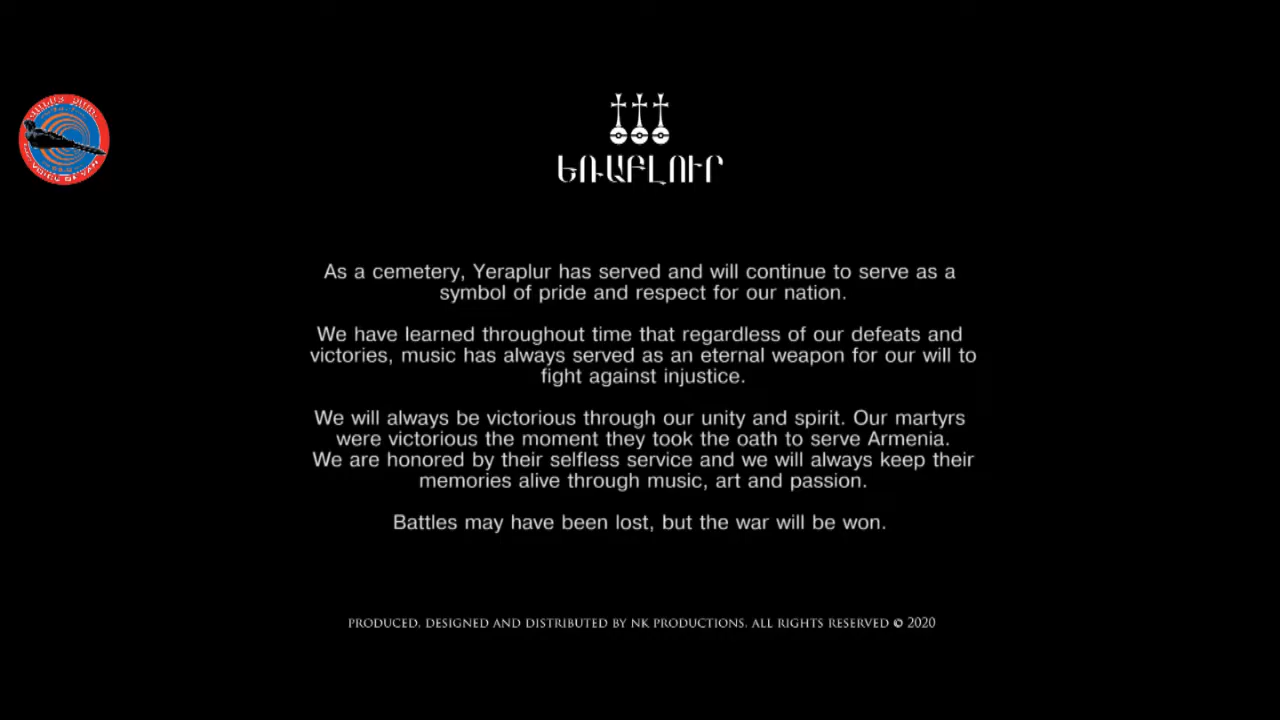 ԵՌԱԲԼՈՒՐ
As a cemetery, Yeraplur has served and will continue to serve as a
symbol of pride and respect for our nation.
We have learned throughout time that regardless of our defeats and
victories, music has always served as an eternal weapon for our will to
fight against injustice.
We will always be victorious through our unity and spirit. Our martyrs
were victorious the moment they took the oath to serve Armenia.
We are honored by their selfless service and we will always keep their
memories alive through music, art and passion.
Battles may have been lost, but the war will be won.
PRODUCED, DESIGNED AND DISTRIBUTED BY NK PRODUCTIONS. ALL RIGHTS RESERVED © 2020